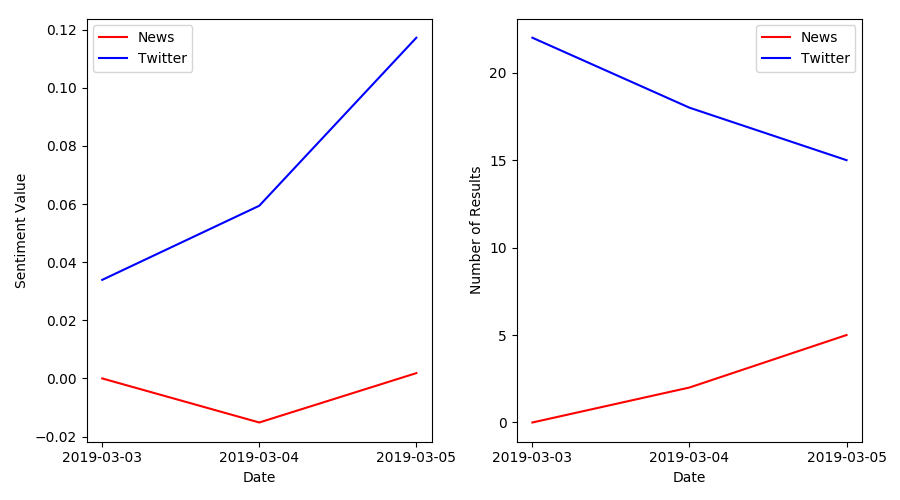 0.12
0.10
0.08
0.06
0.04
0.02
0.00
−0.02
Sentiment Value
News
Twitter
2019-03-03 2019-03-04 2019-03-05
Date
20
15
10
5
0
Number of Results
News
Twitter
2019-03-03 2019-03-04 2019-03-05
Date